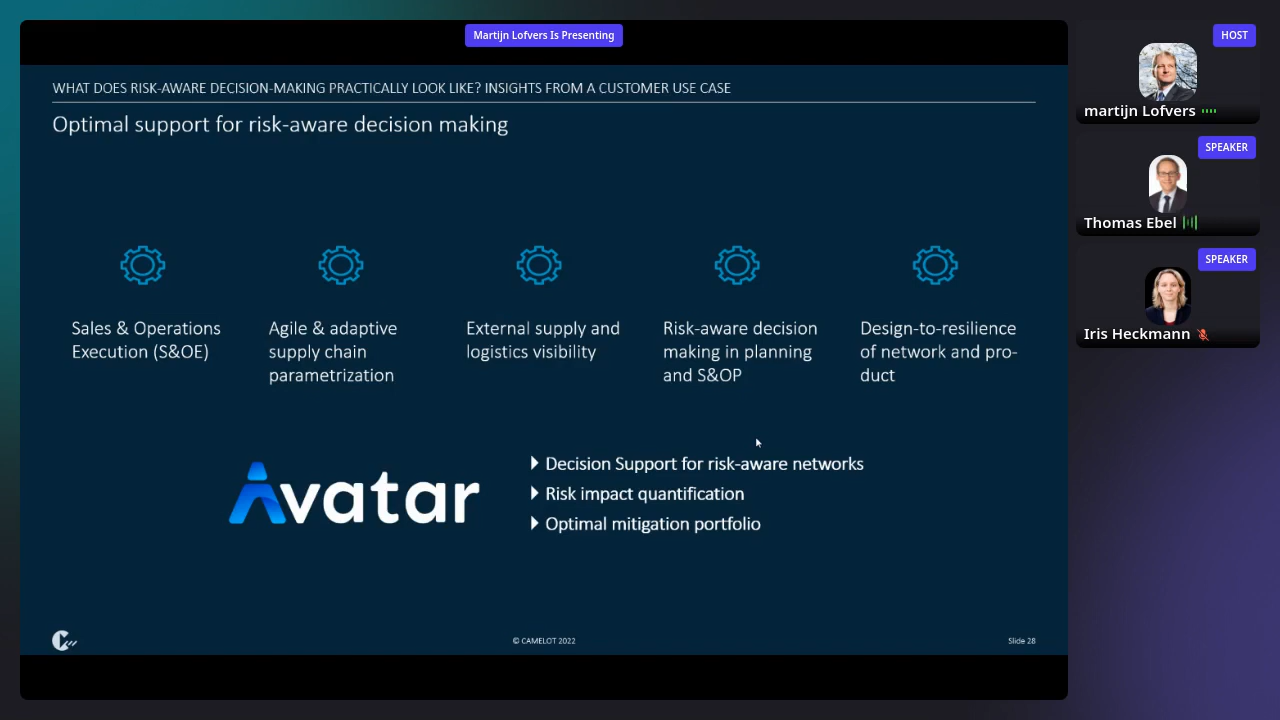 Martijn Lofvers Is Presenting
WHAT DOES RISK-AWARE DECISION-MAKING PRACTICALLY LOOK LIKE? INSIGHTS FROM A CUSTOMER USE CASE
Optimal support for risk-aware decision making
Sales & Operations
Execution (S&OE)
Agile & adaptive
supply chain
parametrization
External supply and
logistics visibility
Risk-aware decision
making in planning
and S&OP
Design-to-resilience
of network and pro-
duct
Avatar
Decision Support for risk-aware networks
Risk impact quantification
Optimal mitigation portfolio
© CAMELOT 2022
Slide 28
HOST
martijn Lofvers
SPEAKER
Thomas Ebel
SPEAKER
Iris Heckmann